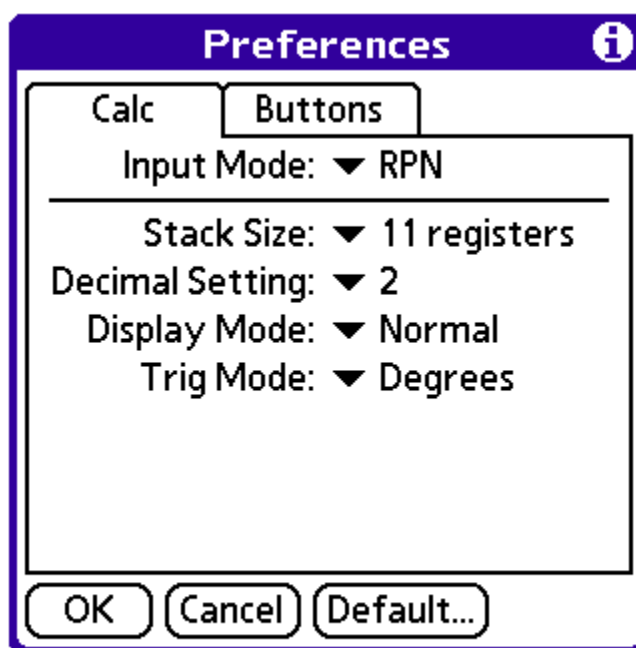 Preferences
Calc Buttons
Input Mode: RPN
Stack Size: 11 registers
Decimal Setting: 2
Display Mode: Normal
Trig Mode: Degrees
OK Cancel Default...